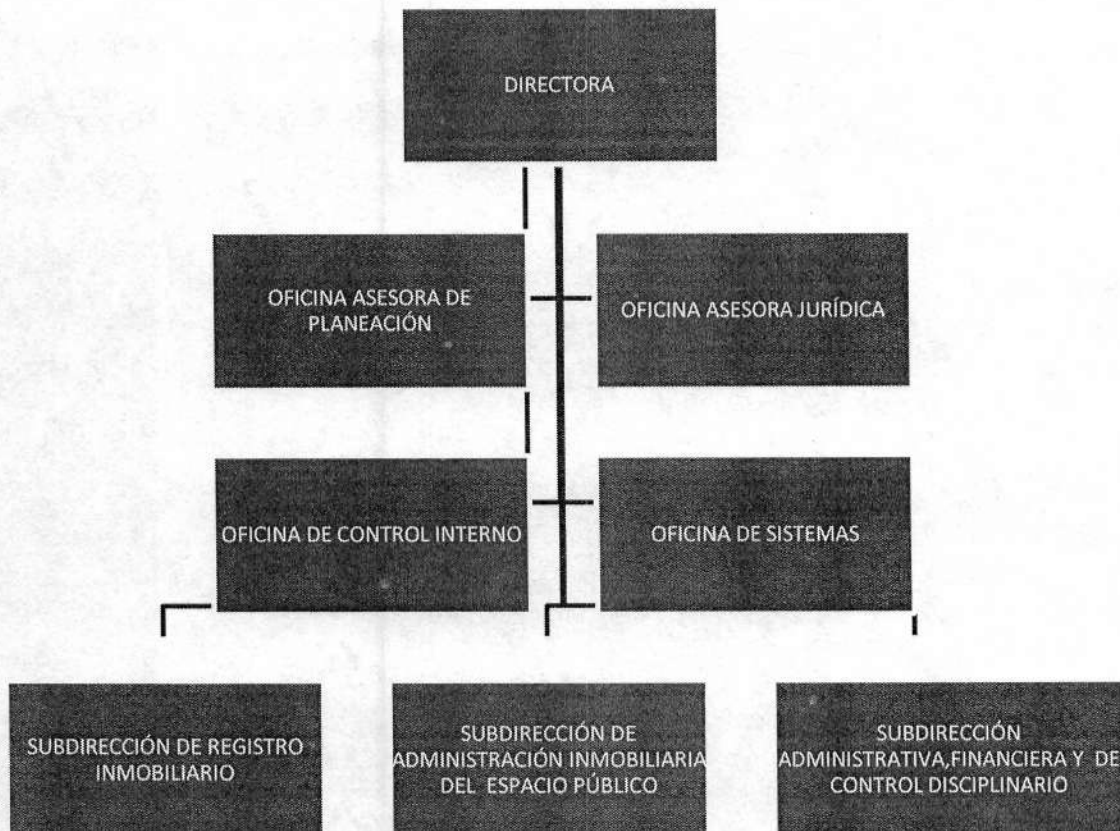 DIRECTORA
OFICINA ASESORA DE
PLANEACIÓN
OFICINA ASESORA JURÍDICA
OFICINA DE CONTROL INTERNO
OFICINA DE SISTEMAS
SUBDIRECCIÓN DE REGISTRO
INMOBILIARIO
SUBDIRECCIÓN DE
ADMINISTRACIÓN INMOBILIARIA
DEL ESPACIO PÚBLICO
SUBDIRECCIÓN
ADMINISTRATIVA,FINANCIERA Y DE
CONTROL DISCIPLINARIO